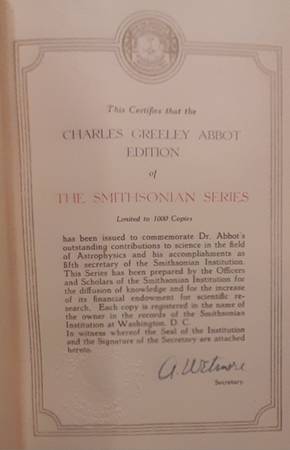 This Certifies that the
CHARLES GREELEY ABBOT
EDITION
of
THE SMITHSONIAN SERIES
Limited to 1000 Copies
has been issued to commemorate Dr. Abbot's
outstanding contributions to science in the field
of Astrophysics and his accomplishments as
fifth secretary of the Smithsonian Institution.
This Series has been prepared by the Officers
and Scholars of the Smithsonian Institution for
the diffusion of knowledge and for the increase
of its financial endowment for scientific re-
search. Each copy is registered in the name of
the owner in the records of the Smithsonian
Institution at Washington, D. C.
In witness whereof the Seal of the Institution
and the Signature of the Secretary are attached
hereto.
A. Wetmore
Secretary.